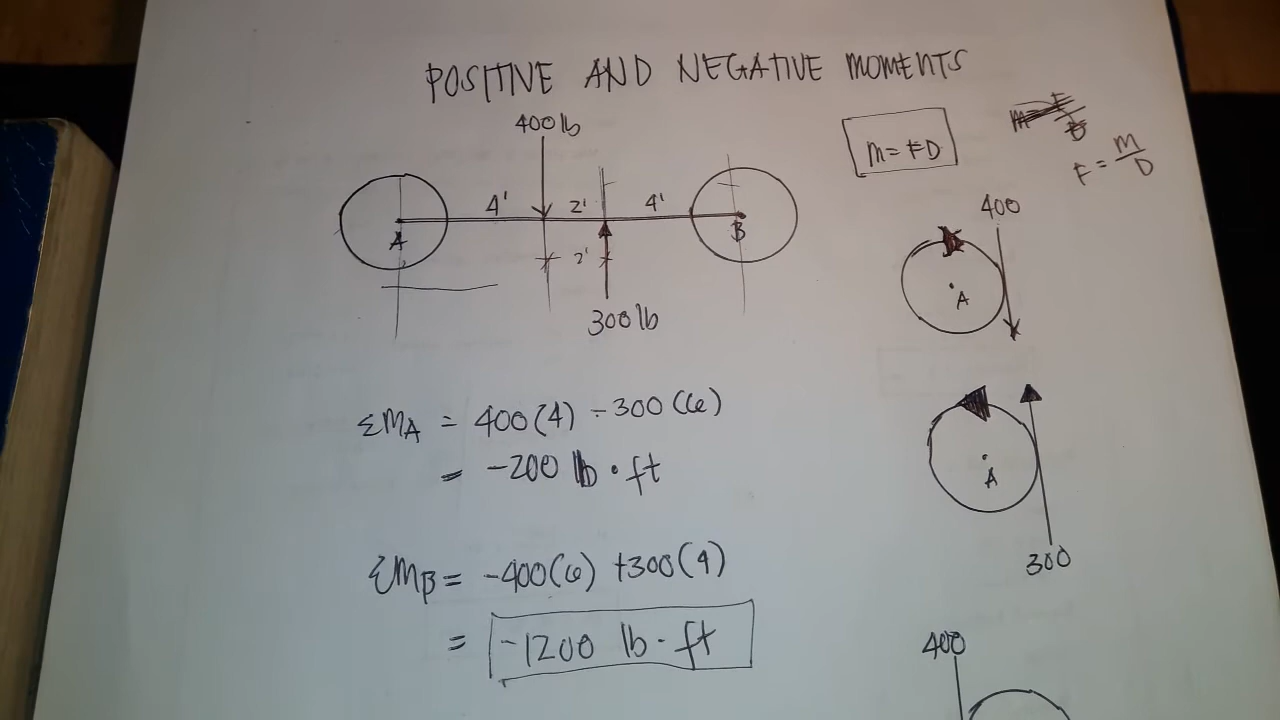 POSITIVE AND NEGATIVE MOMENTS
400 lb
4' 2' 4'
A B
2'
300 lb
M = FD
F = M/D
400
A
A
300
ΣMA = 400(4) - 300(6)
= -200 lb·ft
ΣMB = -400(6) +300(4)
= -1200 lb·ft
400